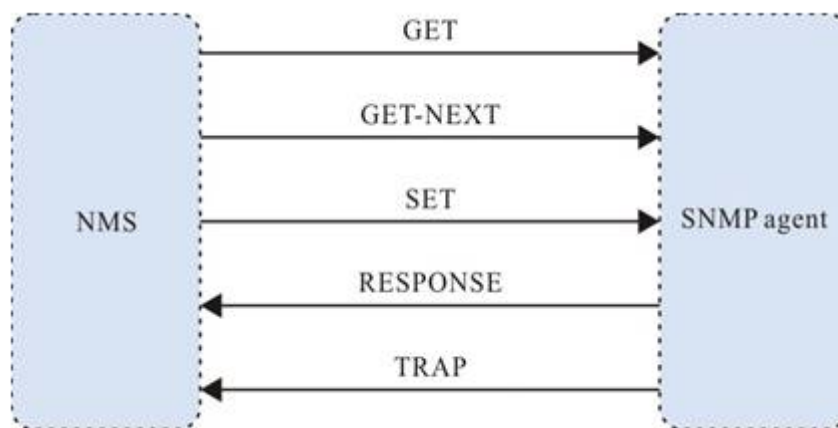 GET
GET-NEXT
SET
NMS
SNMP agent
RESPONSE
TRAP